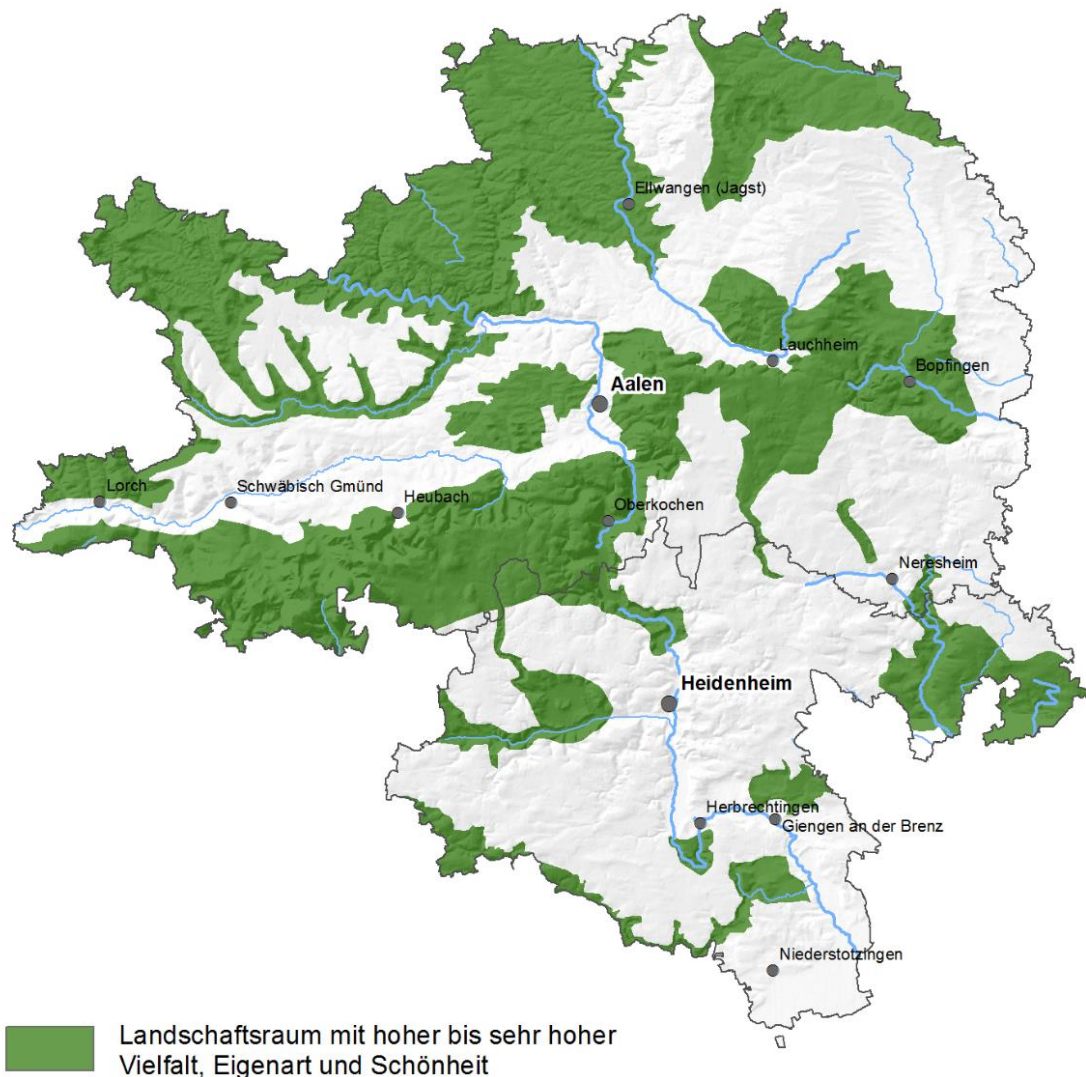 Ellwangen (Jagst)
Lauchheim
Bopfingen
Aalen
Lorch
Schwäbisch Gmünd
Heubach
Oberkochen
Neresheim
Heidenheim
Herbrechtingen
Giengen an der Brenz
Niederstotzingen
Landschaftsraum mit hoher bis sehr hoher
Vielfalt, Eigenart und Schönheit